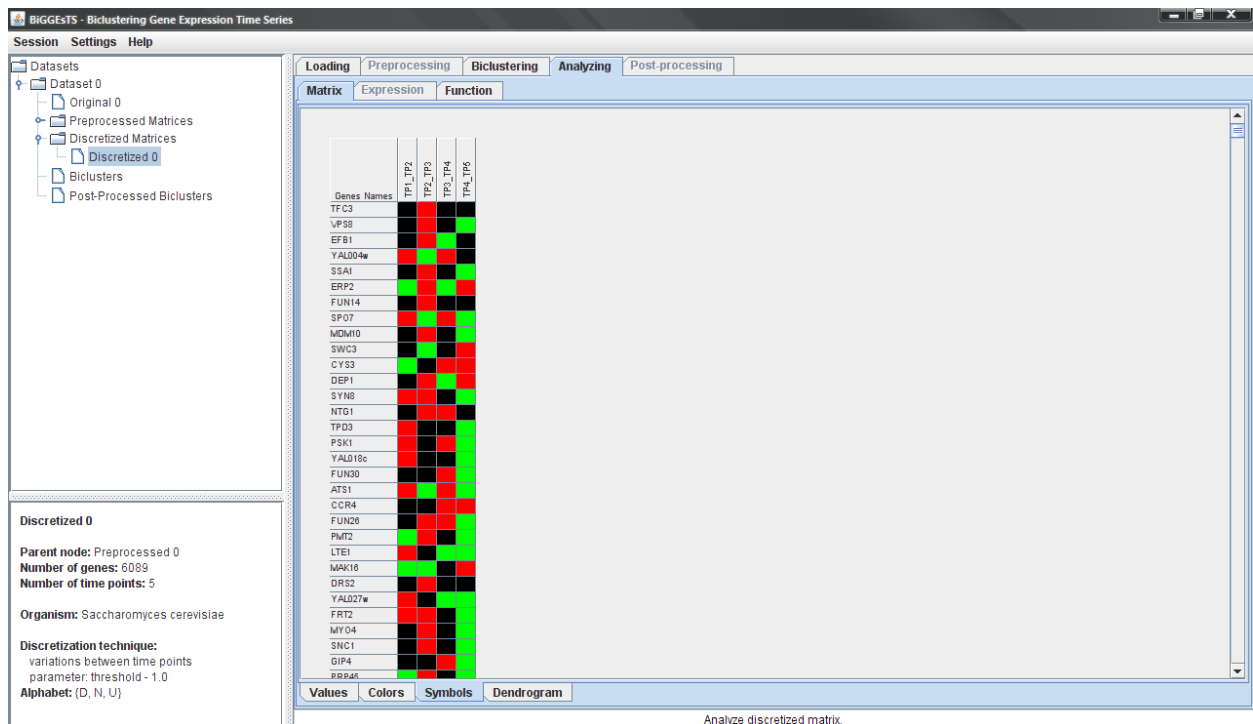 BiGGEsTS - Biclustering Gene Expression Time Series
Session Settings Help
Datasets
Dataset 0
Original 0
Preprocessed Matrices
Discretized Matrices
Discretized 0
Biclusters
Post-Processed Biclusters
Discretized 0
Parent node: Preprocessed 0
Number of genes: 6089
Number of time points: 5
Organism: Saccharomyces cerevisiae
Discretization technique:
variations between time points
parameter: threshold - 1.0
Alphabet: {D, N, U}
Loading Preprocessing Biclustering Analyzing Post-processing
Matrix Expression Function
Genes Names TP1_TP2 TP2_TP3 TP3_TP4 TP4_TP5
TFC3
VPS8
EFB1
YAL004w
SSA1
ERP2
FUN14
SPO7
MDM10
SWC3
CYS3
DEP1
SYN8
NTG1
TPD3
PSK1
YAL018c
FUN30
ATS1
CCR4
FUN26
PMT2
LTE1
MAK16
DRS2
YAL027w
FRT2
MYO4
SNC1
GIP4
PRP45
Values Colors Symbols Dendrogram
Analyze discretized matrix.